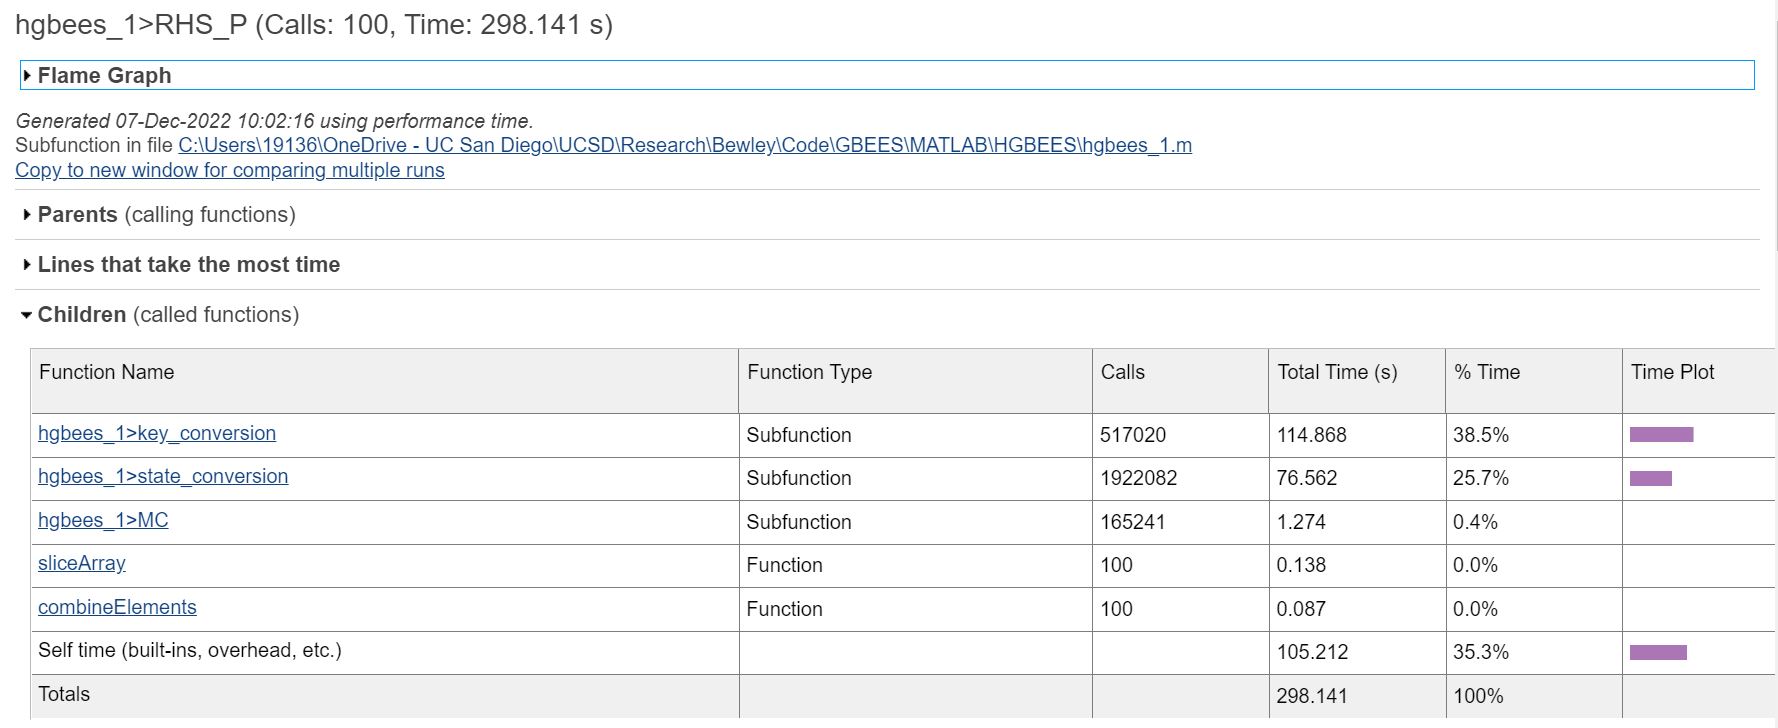 hgbees_1>RHS_P (Calls: 100, Time: 298.141 s)
Flame Graph
Generated 07-Dec-2022 10:02:16 using performance time.
Subfunction in file C:\Users\19136\OneDrive - UC San Diego\UCSD\Research\Bewley\Code\GBEES\MATLAB\HGBEES\hgbees_1.m
Copy to new window for comparing multiple runs
Parents (calling functions)
Lines that take the most time
Children (called functions)
Function Name Function Type Calls Total Time (s) % Time Time Plot
hgbees_1>key_conversion Subfunction 517020 114.868 38.5%
hgbees_1>state_conversion Subfunction 1922082 76.562 25.7%
hgbees_1>MC Subfunction 165241 1.274 0.4%
sliceArray Function 100 0.138 0.0%
combineElements Function 100 0.087 0.0%
Self time (built-ins, overhead, etc.) 105.212 35.3%
Totals 298.141 100%